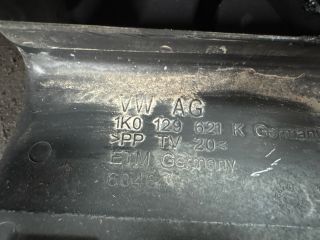 VW AG
1K0 129 621 K Germany
>PP TV 20<
ETM Germany